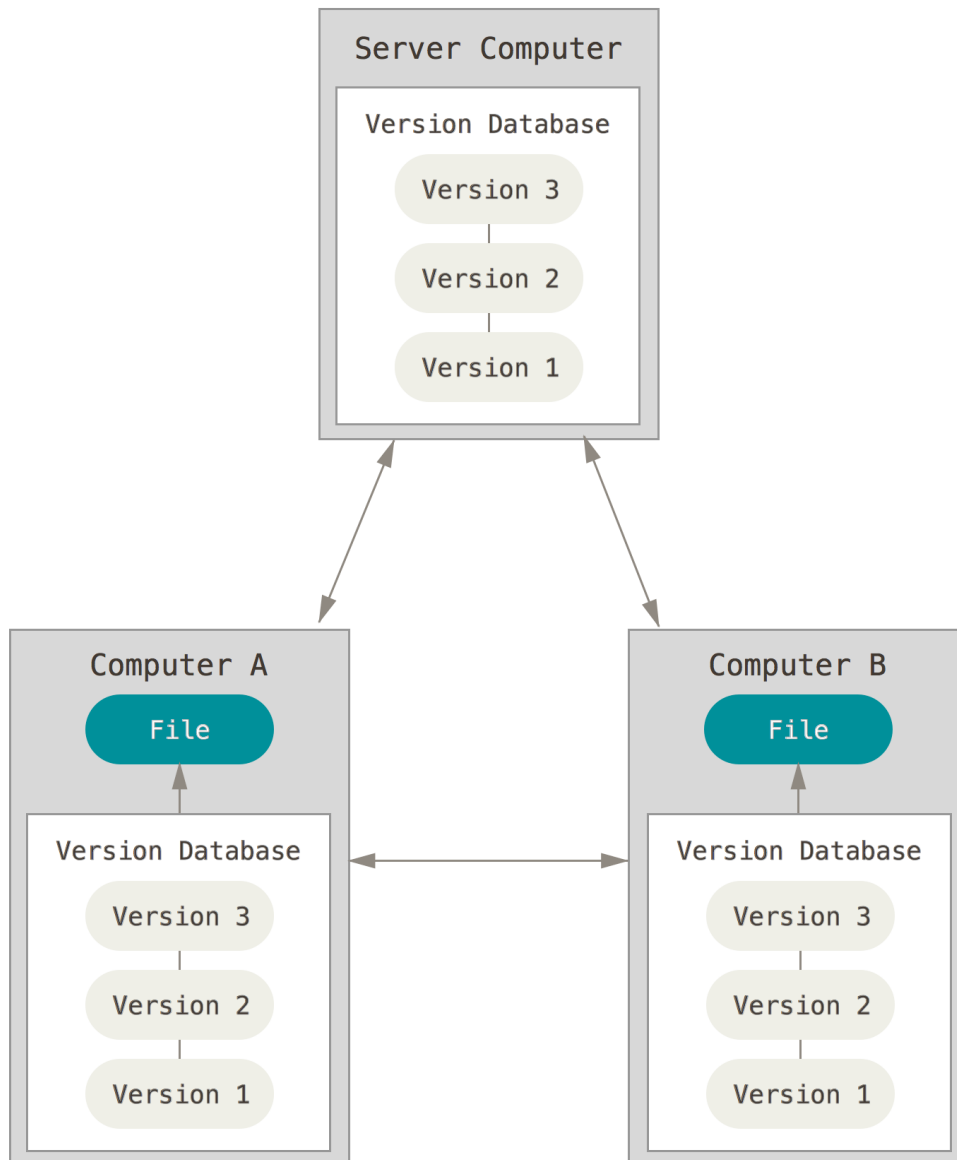 Server Computer
Version Database
Version 3
Version 2
Version 1
Computer A
File
Version Database
Version 3
Version 2
Version 1
Computer B
File
Version Database
Version 3
Version 2
Version 1